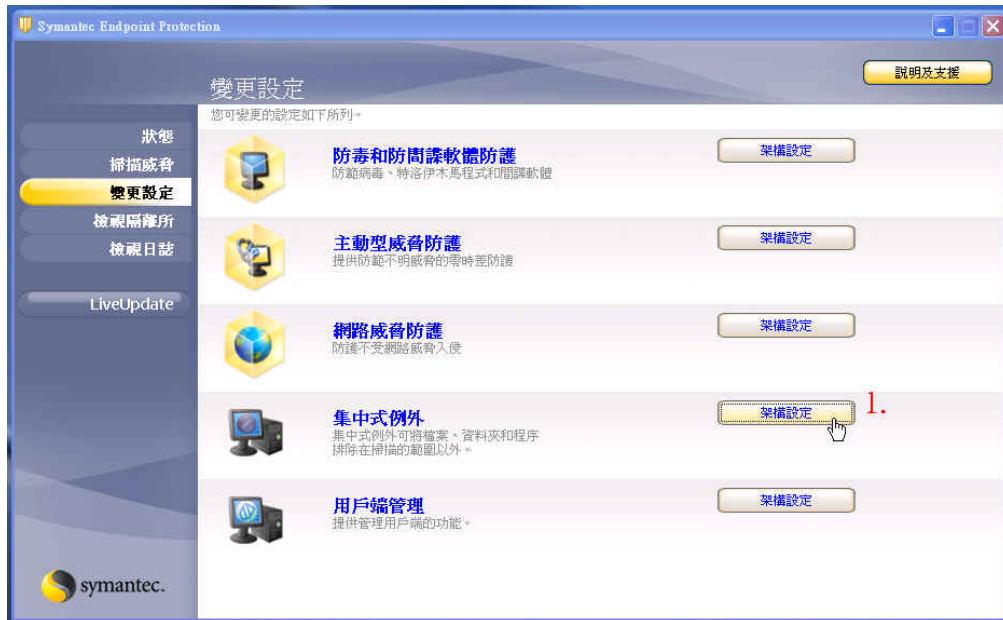 Symantec Endpoint Protection
說明及支援
變更設定
您可變更的設定如下所列。
狀態
掃描威脅
變更設定
檢視隔離所
檢視日誌
LiveUpdate
防毒和防間諜軟體防護
防範病毒、特洛伊木馬程式和間諜軟體
架構設定
主動型威脅防護
提供防範不明威脅的零時差防護
架構設定
網路威脅防護
防護不受網路威脅入侵
架構設定
集中式例外
集中式例外可將檔案、資料夾和程序
排除在掃描的範圍以外。
架構設定
1.
用戶端管理
提供管理用戶端的功能。
架構設定
symantec.